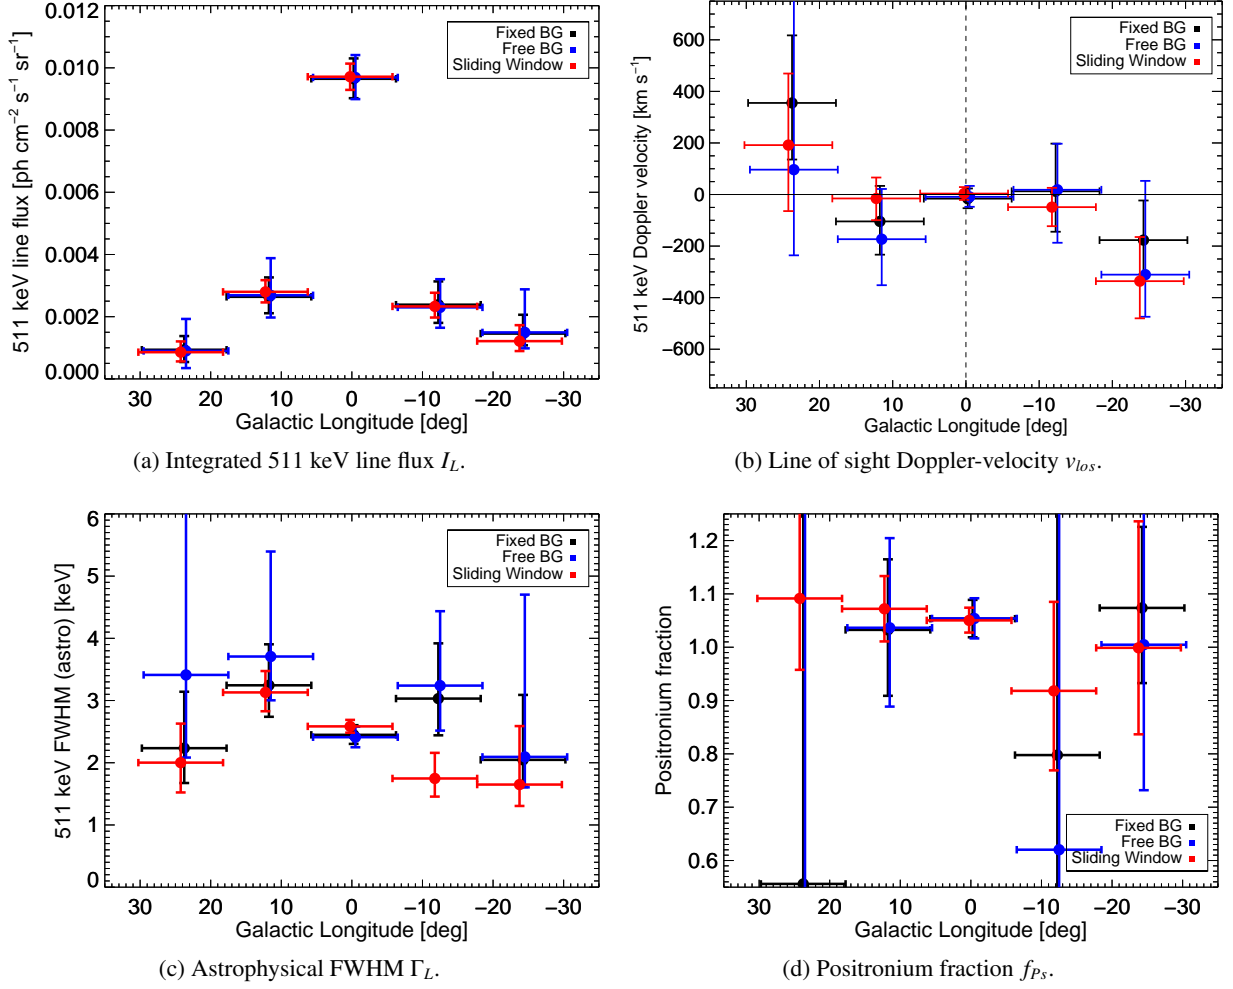 0.012
0.010
0.008
0.006
0.004
0.002
0.000
511 keV line flux [ph cm⁻² s⁻¹ sr⁻¹]
Fixed BG
Free BG
Sliding Window
30 20 10 0 −10 −20 −30
Galactic Longitude [deg]
(a) Integrated 511 keV line flux I_L.
600
400
200
0
−200
−400
−600
511 keV Doppler velocity [km s⁻¹]
Fixed BG
Free BG
Sliding Window
30 20 10 0 −10 −20 −30
Galactic Longitude [deg]
(b) Line of sight Doppler-velocity v_los.
6
5
4
3
2
1
0
511 keV FWHM (astro) [keV]
Fixed BG
Free BG
Sliding Window
30 20 10 0 −10 −20 −30
Galactic Longitude [deg]
(c) Astrophysical FWHM Γ_L.
1.2
1.1
1.0
0.9
0.8
0.7
0.6
Positronium fraction
Fixed BG
Free BG
Sliding Window
30 20 10 0 −10 −20 −30
Galactic Longitude [deg]
(d) Positronium fraction f_Ps.